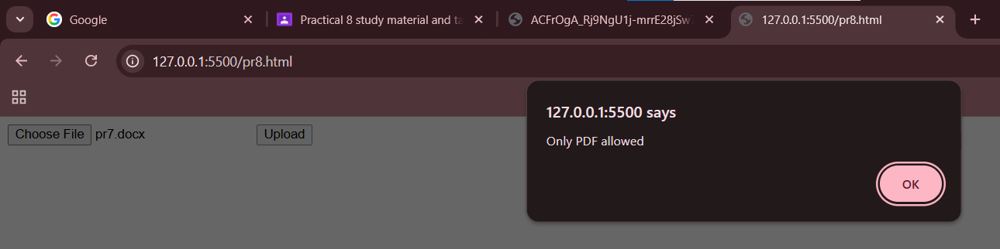 Google
Practical 8 study material and ta
ACFrOgA_Rj9NgU1j-mrrE28jSw
127.0.0.1:5500/pr8.html
127.0.0.1:5500/pr8.html
127.0.0.1:5500 says
Only PDF allowed
OK
Choose File pr7.docx Upload